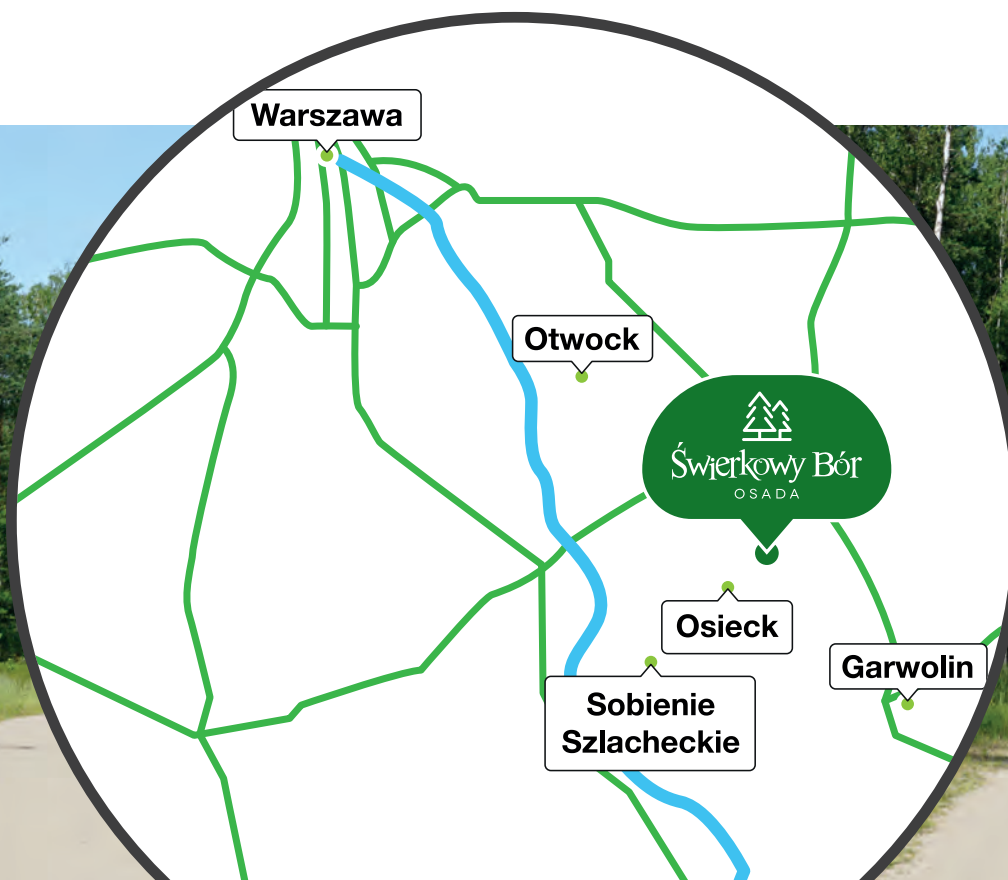 Warszawa
Otwock
Świerkowy Bór
OSADA
Osieck
Garwolin
Sobienie
Szlacheckie